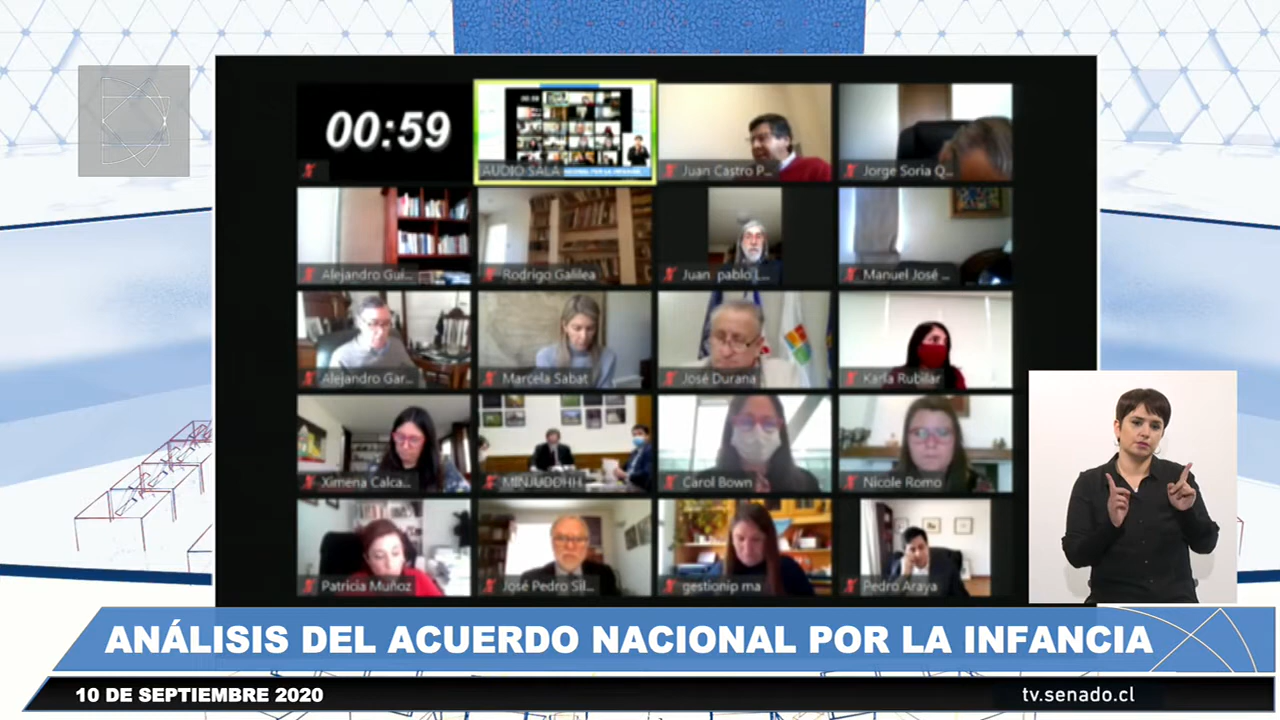 00:59
AUDIO SALA
Juan Castro P...
Jorge Soria Q...
Alejandro Gui...
Rodrigo Galilea
Juan pablo L...
Manuel José ...
Alejandro Gar...
Marcela Sabat
José Durana
Karla Rubilar
Ximena Calca...
MINJUDDHH
Carol Bown
Nicole Romo
Patricia Muñoz
José Pedro Sil...
gestionip ma
Pedro Araya
ANÁLISIS DEL ACUERDO NACIONAL POR LA INFANCIA
10 DE SEPTIEMBRE 2020
tv.senado.cl